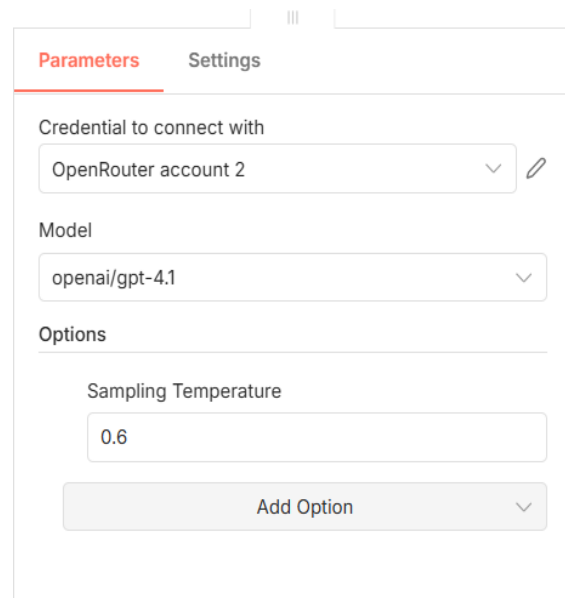 Parameters Settings
Credential to connect with
OpenRouter account 2
Model
openai/gpt-4.1
Options
Sampling Temperature
0.6
Add Option